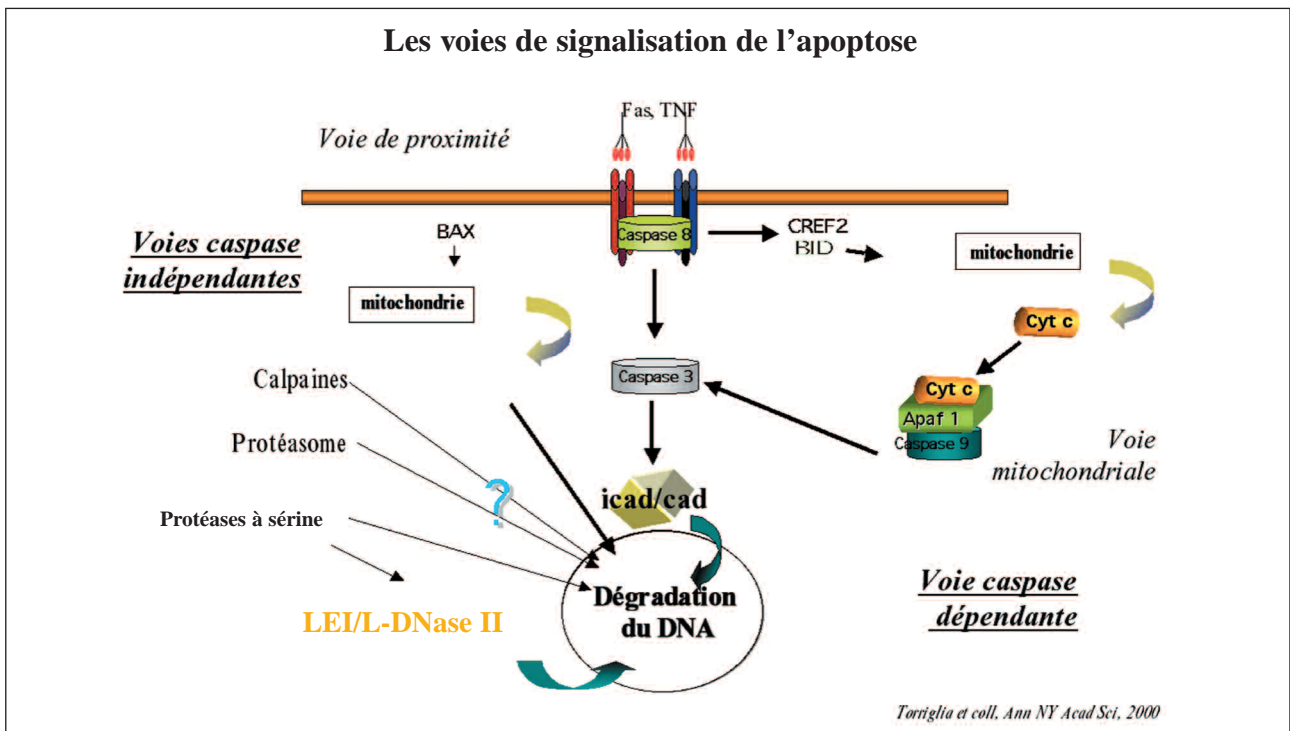 Les voies de signalisation de l'apoptose
Fas, TNF
Voie de proximité
Voies caspase
indépendantes
BAX
mitochondrie
Caspase 8
CREF2
BID
mitochondrie
Cyt c
Cyt c
Apaf 1
Caspase 9
Voie
mitochondriale
Caspase 3
Calpaines
Protéasome
?
Protéases à sérine
icad/cad
LEI/L-DNase II
Dégradation
du DNA
Voie caspase
dépendante
Torriglia et coll, Ann NY Acad Sci, 2000